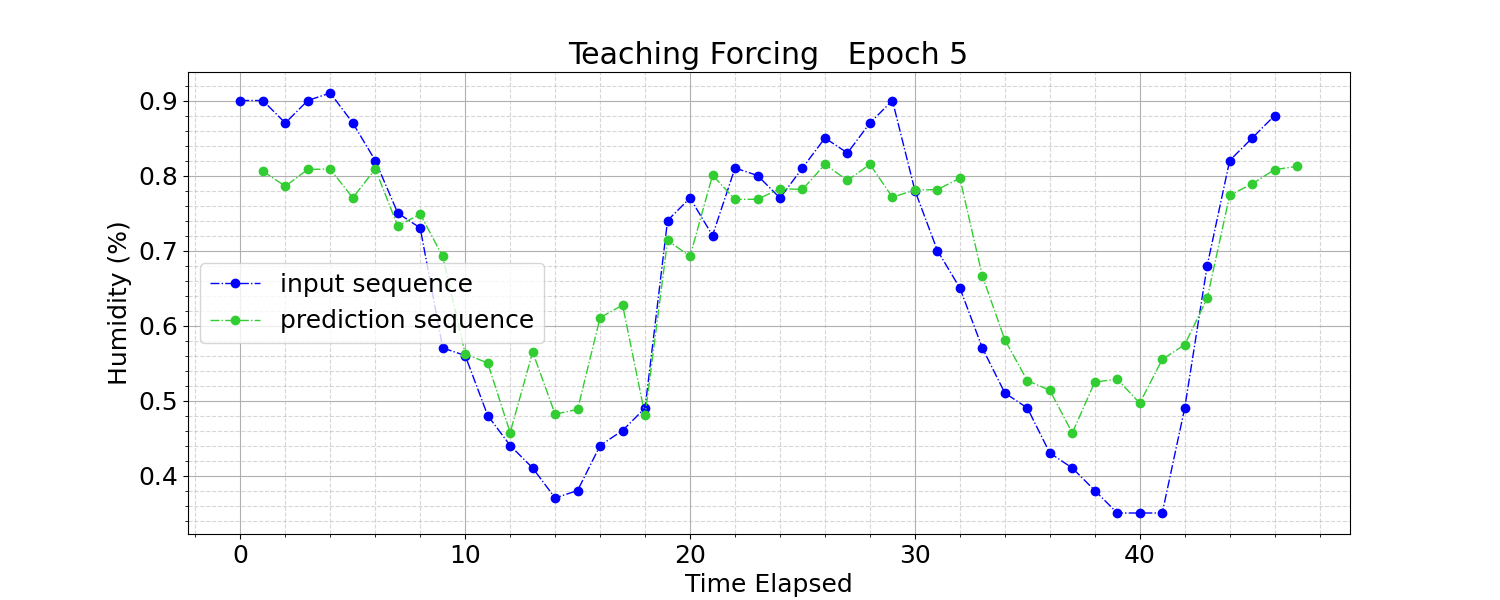 Teaching Forcing   Epoch 5
Humidity (%)
0.9
0.8
0.7
0.6
0.5
0.4
input sequence
prediction sequence
0 10 20 30 40
Time Elapsed